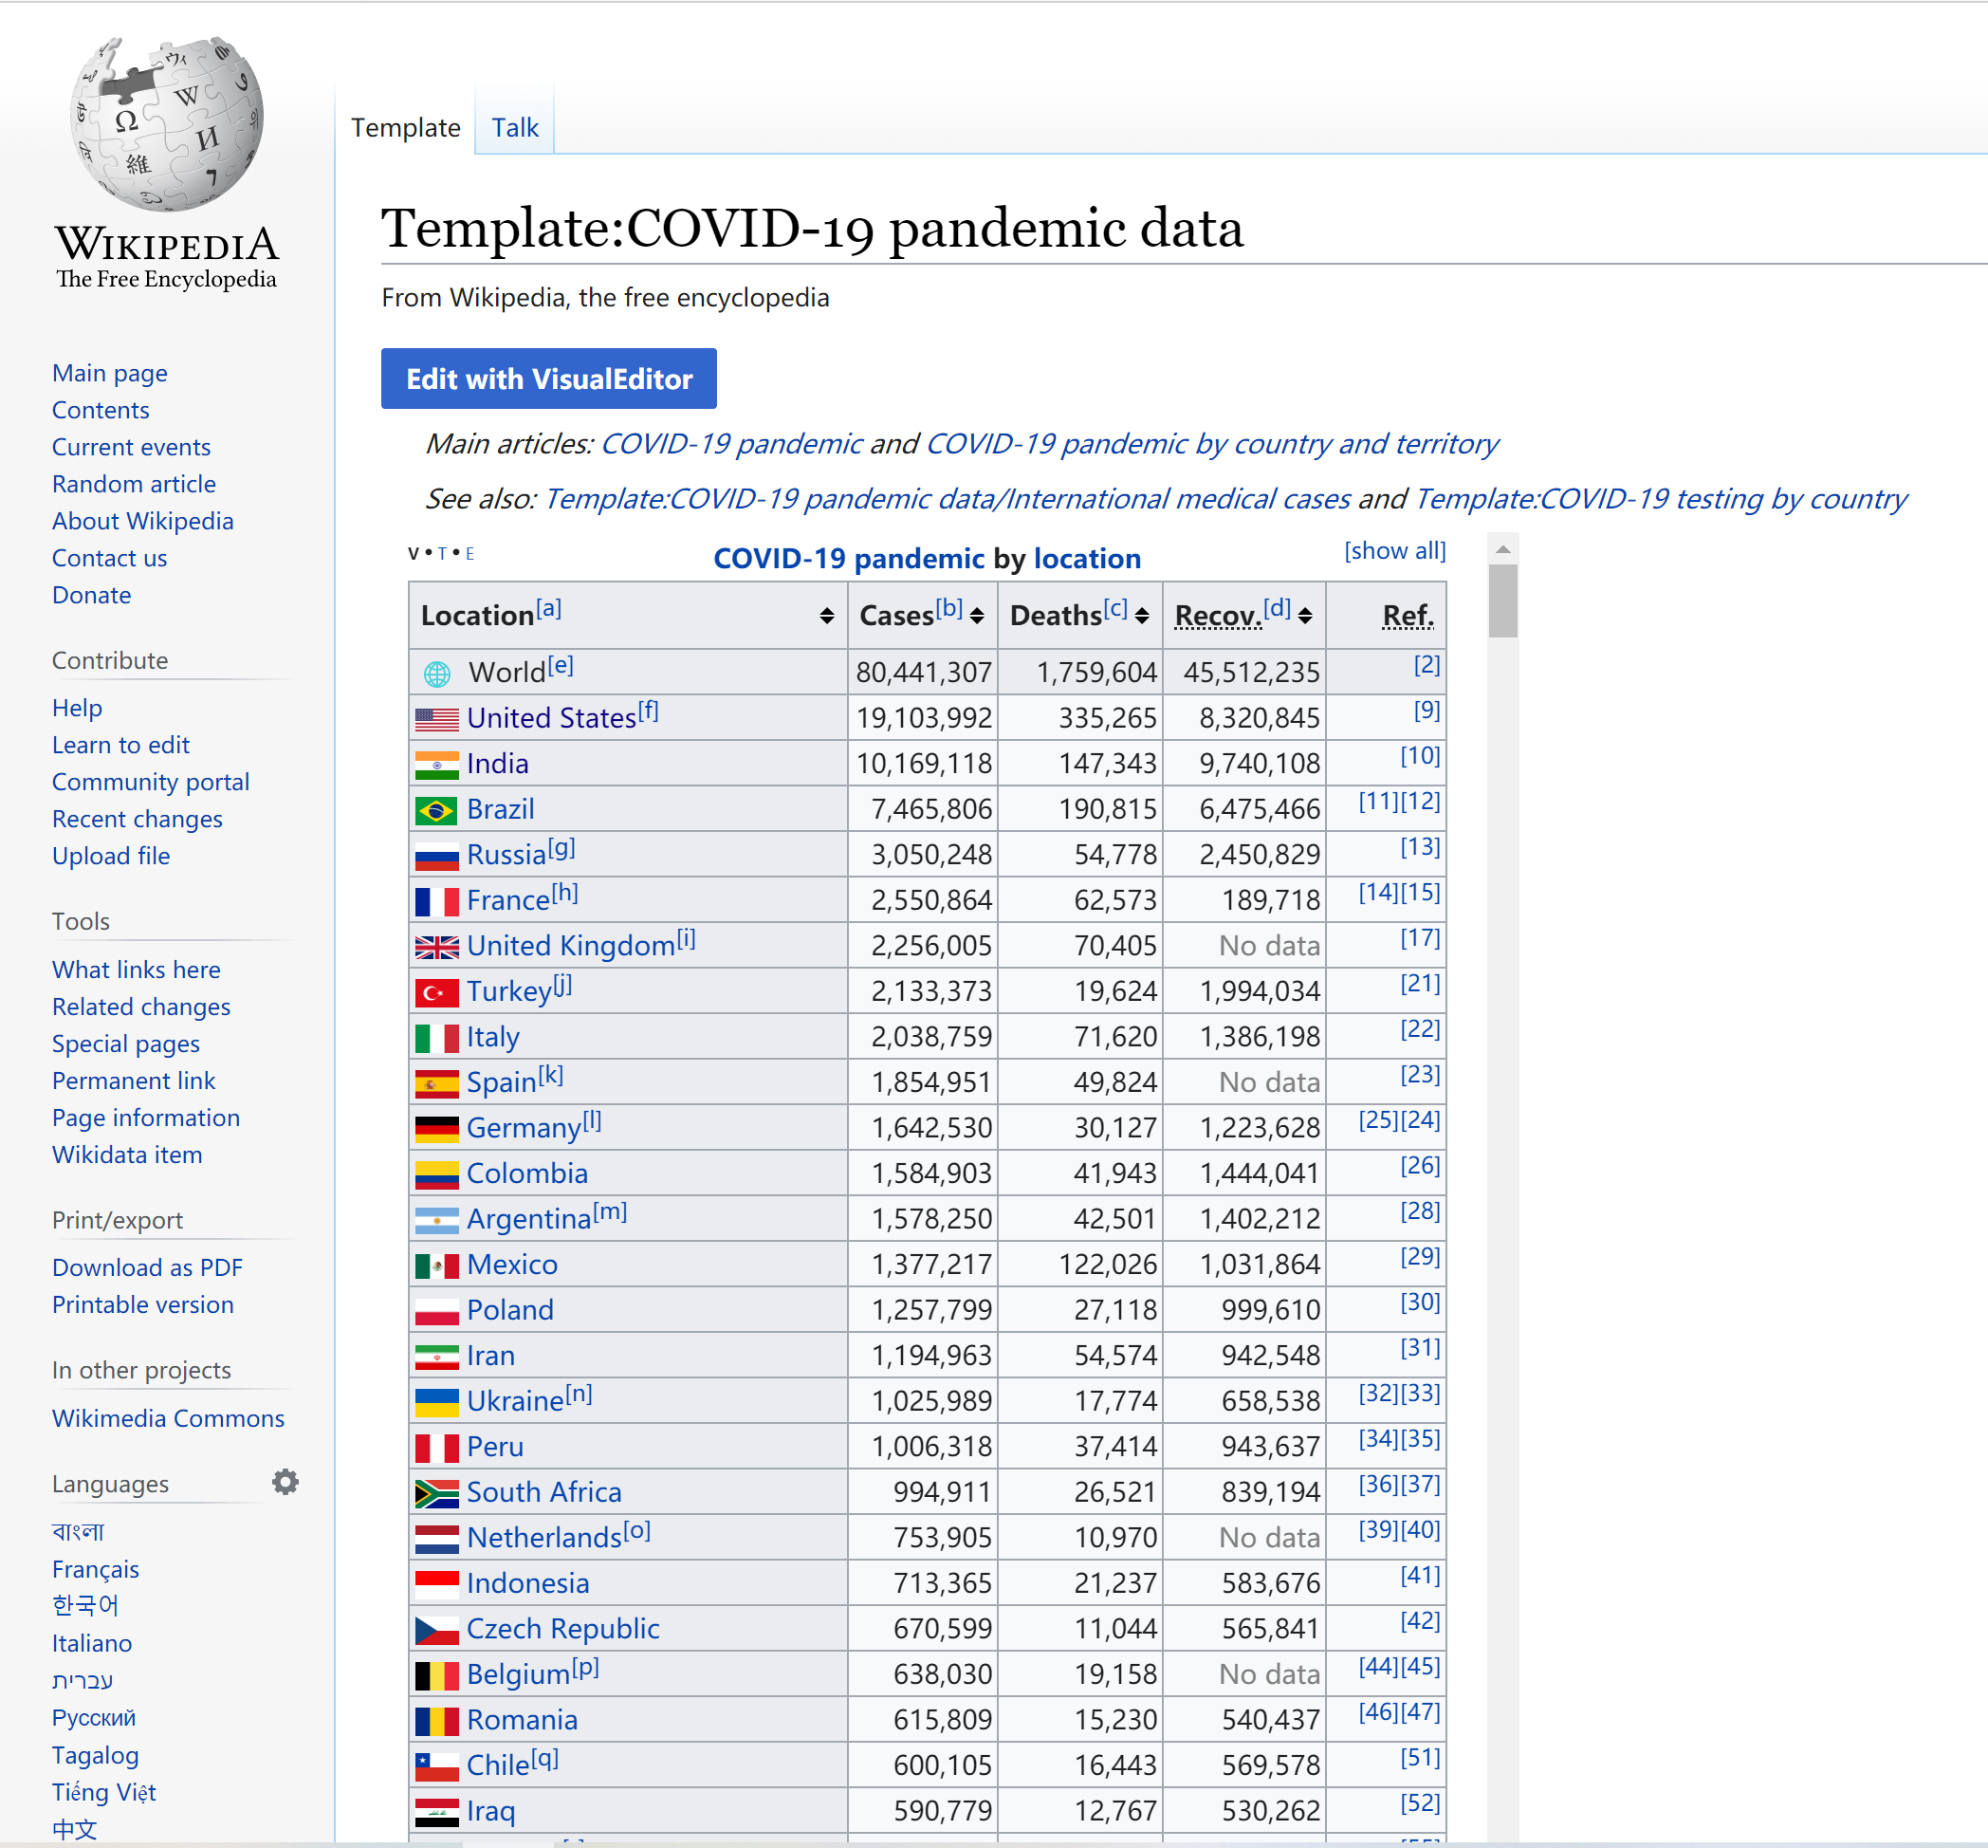 WIKIPEDIA
The Free Encyclopedia
Main page
Contents
Current events
Random article
About Wikipedia
Contact us
Donate
Contribute
Help
Learn to edit
Community portal
Recent changes
Upload file
Tools
What links here
Related changes
Special pages
Permanent link
Page information
Wikidata item
Print/export
Download as PDF
Printable version
In other projects
Wikimedia Commons
Languages
বাংলা
Français
한국어
Italiano
עברית
Русский
Tagalog
Tiếng Việt
中文
Template Talk
Template:COVID-19 pandemic data
From Wikipedia, the free encyclopedia
Edit with VisualEditor
Main articles: COVID-19 pandemic and COVID-19 pandemic by country and territory
See also: Template:COVID-19 pandemic data/International medical cases and Template:COVID-19 testing by country
V • T • E COVID-19 pandemic by location [show all]
Location[a] Cases[b] Deaths[c] Recov.[d] Ref.
World[e] 80,441,307 1,759,604 45,512,235 [2]
United States[f] 19,103,992 335,265 8,320,845 [9]
India 10,169,118 147,343 9,740,108 [10]
Brazil 7,465,806 190,815 6,475,466 [11][12]
Russia[g] 3,050,248 54,778 2,450,829 [13]
France[h] 2,550,864 62,573 189,718 [14][15]
United Kingdom[i] 2,256,005 70,405 No data [17]
Turkey[j] 2,133,373 19,624 1,994,034 [21]
Italy 2,038,759 71,620 1,386,198 [22]
Spain[k] 1,854,951 49,824 No data [23]
Germany[l] 1,642,530 30,127 1,223,628 [25][24]
Colombia 1,584,903 41,943 1,444,041 [26]
Argentina[m] 1,578,250 42,501 1,402,212 [28]
Mexico 1,377,217 122,026 1,031,864 [29]
Poland 1,257,799 27,118 999,610 [30]
Iran 1,194,963 54,574 942,548 [31]
Ukraine[n] 1,025,989 17,774 658,538 [32][33]
Peru 1,006,318 37,414 943,637 [34][35]
South Africa 994,911 26,521 839,194 [36][37]
Netherlands[o] 753,905 10,970 No data [39][40]
Indonesia 713,365 21,237 583,676 [41]
Czech Republic 670,599 11,044 565,841 [42]
Belgium[p] 638,030 19,158 No data [44][45]
Romania 615,809 15,230 540,437 [46][47]
Chile[q] 600,105 16,443 569,578 [51]
Iraq 590,779 12,767 530,262 [52]